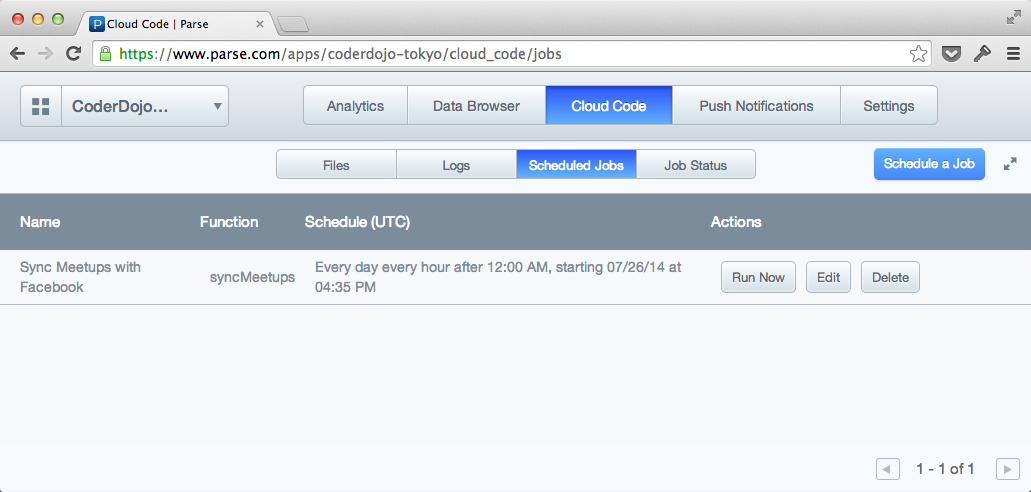 Cloud Code | Parse
https://www.parse.com/apps/coderdojo-tokyo/cloud_code/jobs
CoderDojo...
Analytics
Data Browser
Cloud Code
Push Notifications
Settings
Files
Logs
Scheduled Jobs
Job Status
Schedule a Job
Name
Function
Schedule (UTC)
Actions
Sync Meetups with
Facebook
syncMeetups
Every day every hour after 12:00 AM, starting 07/26/14 at
04:35 PM
Run Now
Edit
Delete
1 - 1 of 1